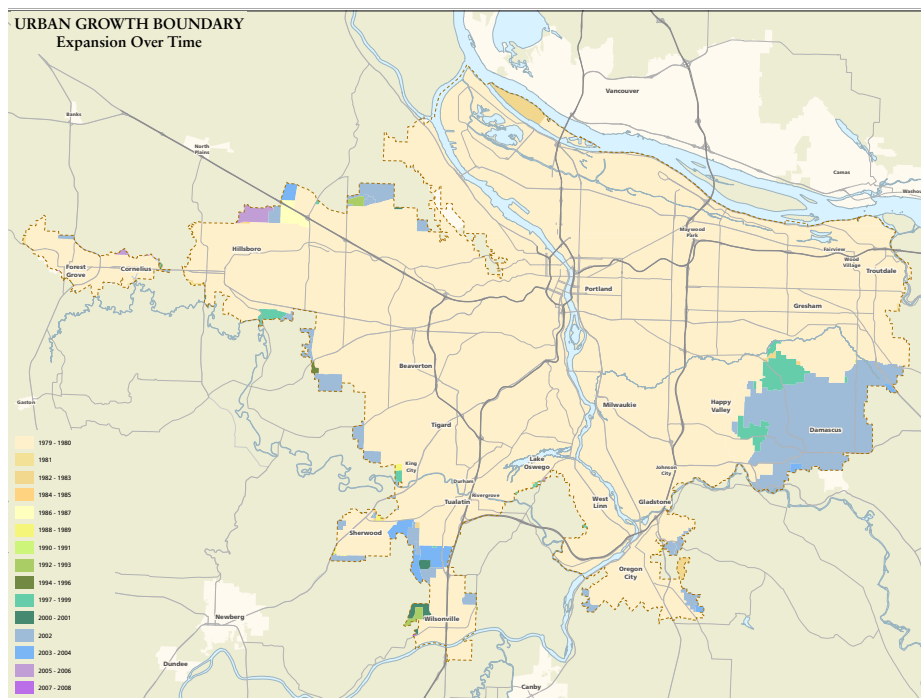 URBAN GROWTH BOUNDARY
Expansion Over Time
Vancouver
Banks
North
Plains
Camas
Maywood
Park
Hillsboro
Fairview
Wood
Village
Forest
Grove
Cornelius
Troutdale
Portland
Gresham
Beaverton
Gaston
Happy
Valley
Milwaukie
Tigard
Damascus
King
City
Lake
Oswego
Johnson
City
Durham
Rivergrove
Tualatin
West
Linn
Gladstone
Sherwood
Oregon
City
Newberg
Wilsonville
Dundee
Canby
1979 - 1980
1981
1982 - 1983
1984 - 1985
1986 - 1987
1988 - 1989
1990 - 1991
1992 - 1993
1994 - 1996
1997 - 1999
2000 - 2001
2002
2003 - 2004
2005 - 2006
2007 - 2008